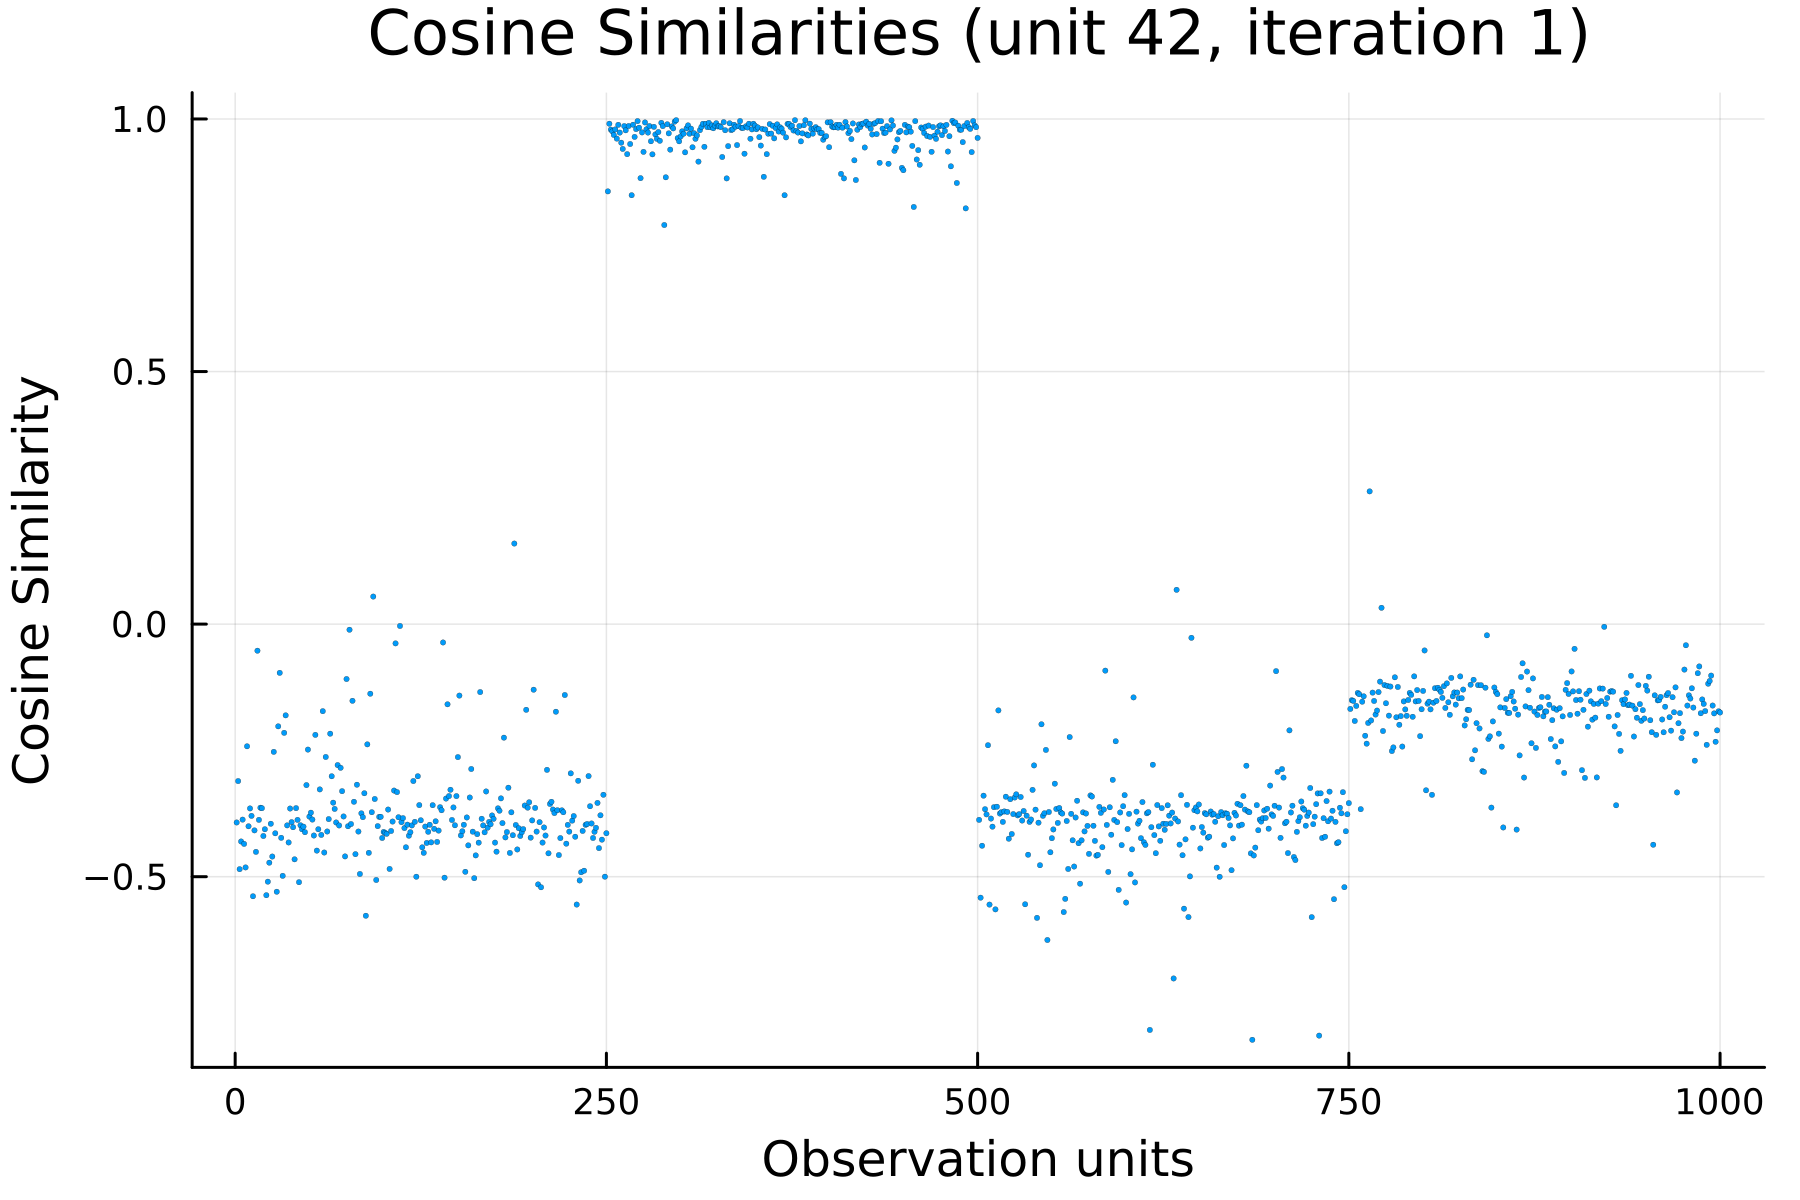 Cosine Similarities (unit 42, iteration 1)
1.0
0.5
0.0
−0.5
Cosine Similarity
0 250 500 750 1000
Observation units